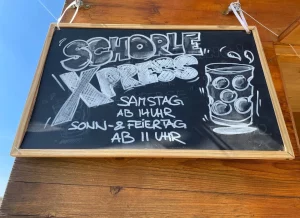 SCHORLE
XPRESS
SAMSTAG
AB 14 UHR
SONN-&FEIERTAG
AB 11 UHR